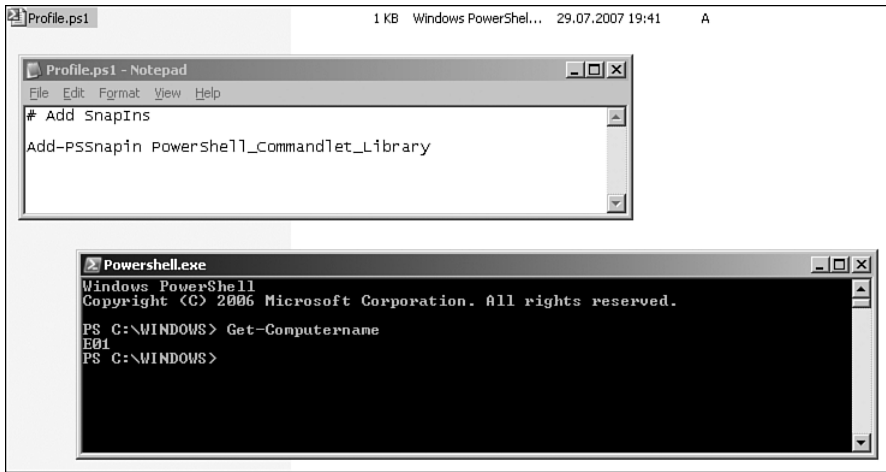 Profile.ps1 1 KB Windows PowerShel... 29.07.2007 19:41 A
Profile.ps1 - Notepad
File Edit Format View Help
# Add SnapIns
Add-PSSnapin PowerShell_Commandlet_Library
Powershell.exe
Windows PowerShell
Copyright (C) 2006 Microsoft Corporation. All rights reserved.
PS C:\WINDOWS> Get-Computername
E01
PS C:\WINDOWS>